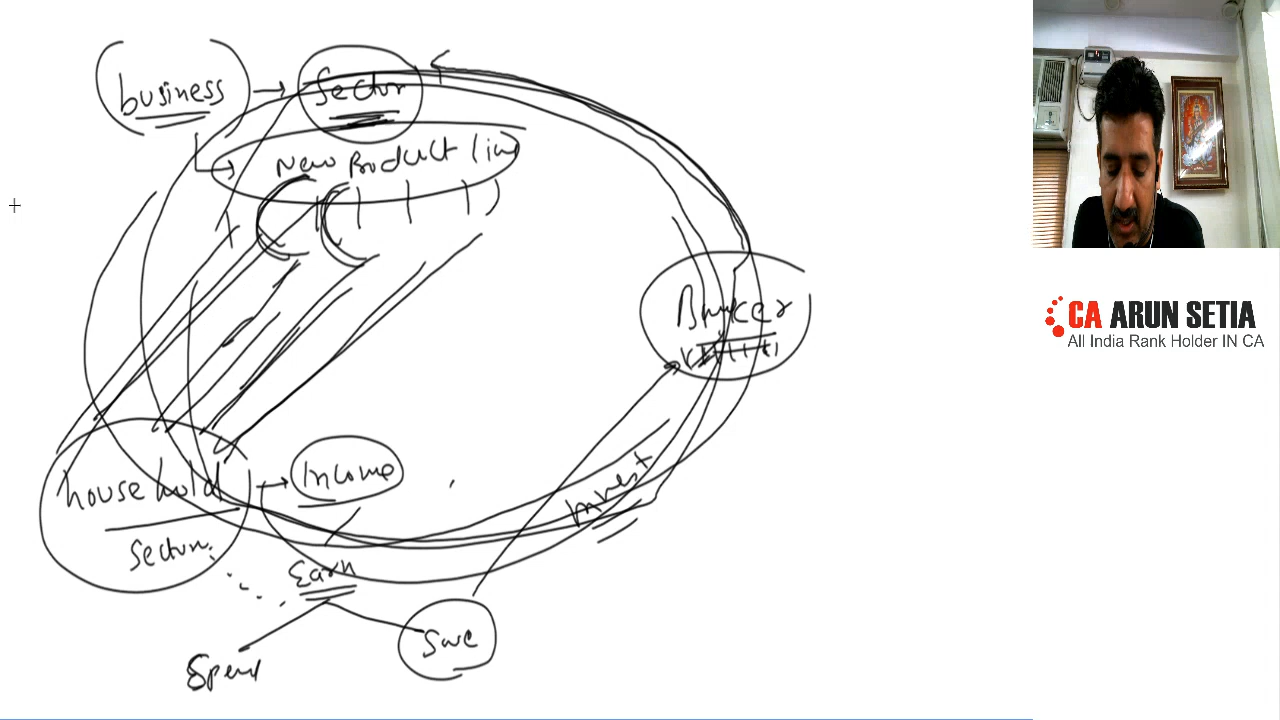 business → Sector
New Product line
Household → Income
Sector
invest
Earn
Spend
Save
CA ARUN SETIA
All India Rank Holder IN CA